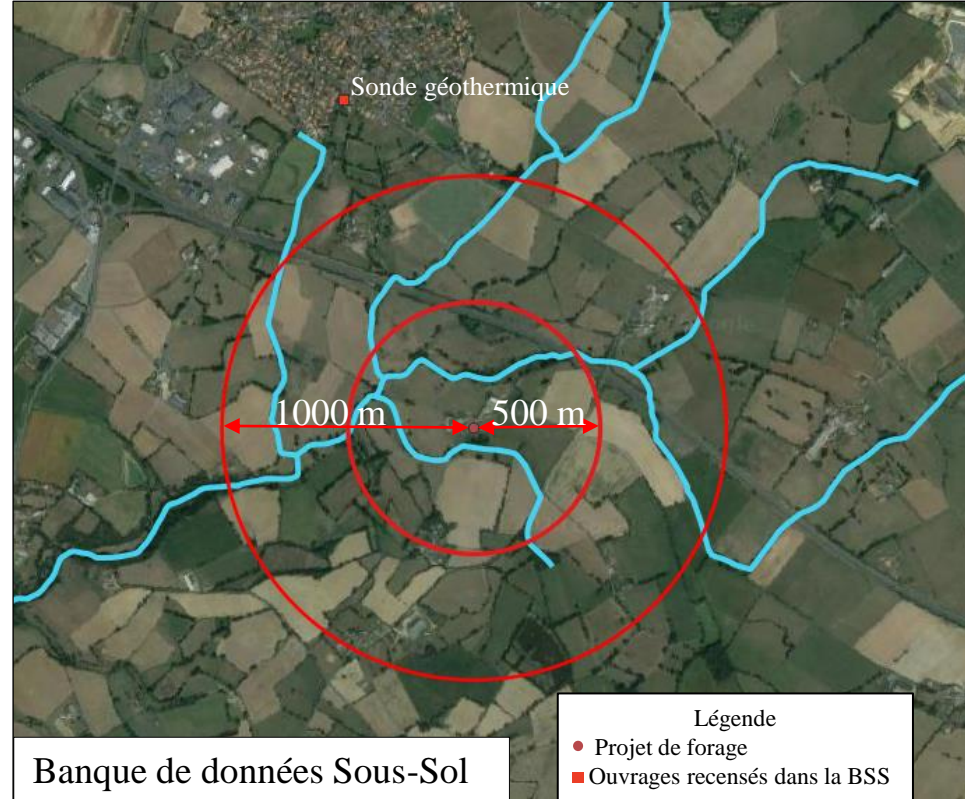 Sonde géothermique
1000 m
500 m
Légende
Projet de forage
Ouvrages recensés dans la BSS
Banque de données Sous-Sol